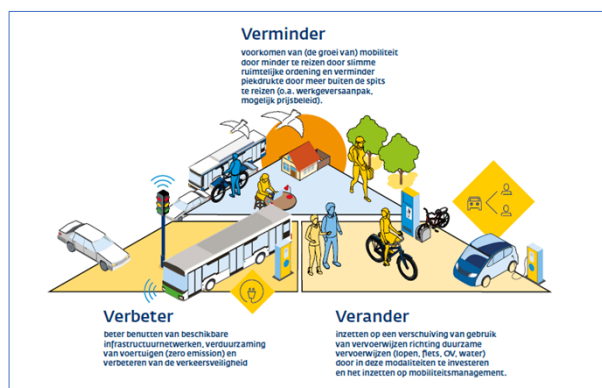 Verminder
voorkomen van (de groei van) mobiliteit
door minder te reizen door slimme
ruimtelijke ordening en verminder
piekdrukte door meer buiten de spits
te reizen (o.a. werkgeversaanpak,
mogelijk prijsbeleid).
Verbeter
beter benutten van beschikbare
infrastructuurnetwerken, verduurzaming
van voertuigen (zero emission) en
verbeteren van de verkeersveiligheid
Verander
inzetten op een verschuiving van gebruik
van vervoerwijzen richting duurzame
vervoerwijzen (lopen, fiets, OV, water)
door in deze modaliteiten te investeren
en het inzetten op mobiliteitsmanagement.